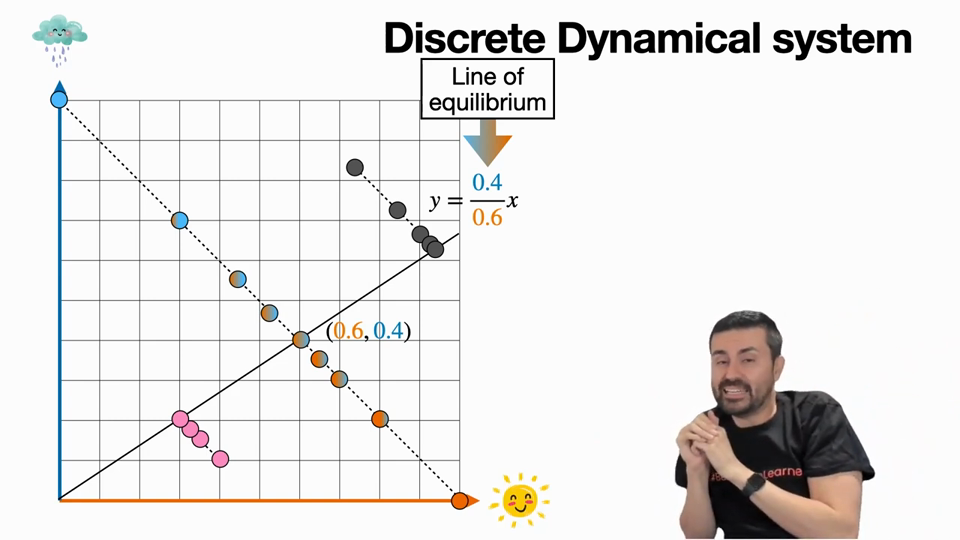 Discrete Dynamical system
Line of
equilibrium
y = 0.4/0.6 x
(0.6, 0.4)